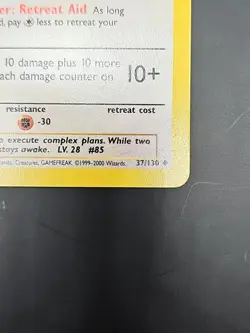 er: Retreat Aid As long
d, pay less to retreat your
10 damage plus 10 more
ach damage counter on 10+
resistance retreat cost
-30
o execute complex plans. While two
stays awake. LV. 28 #85
Creatures, GAMEFREAK. ©1999-2000 Wizards. 37/130